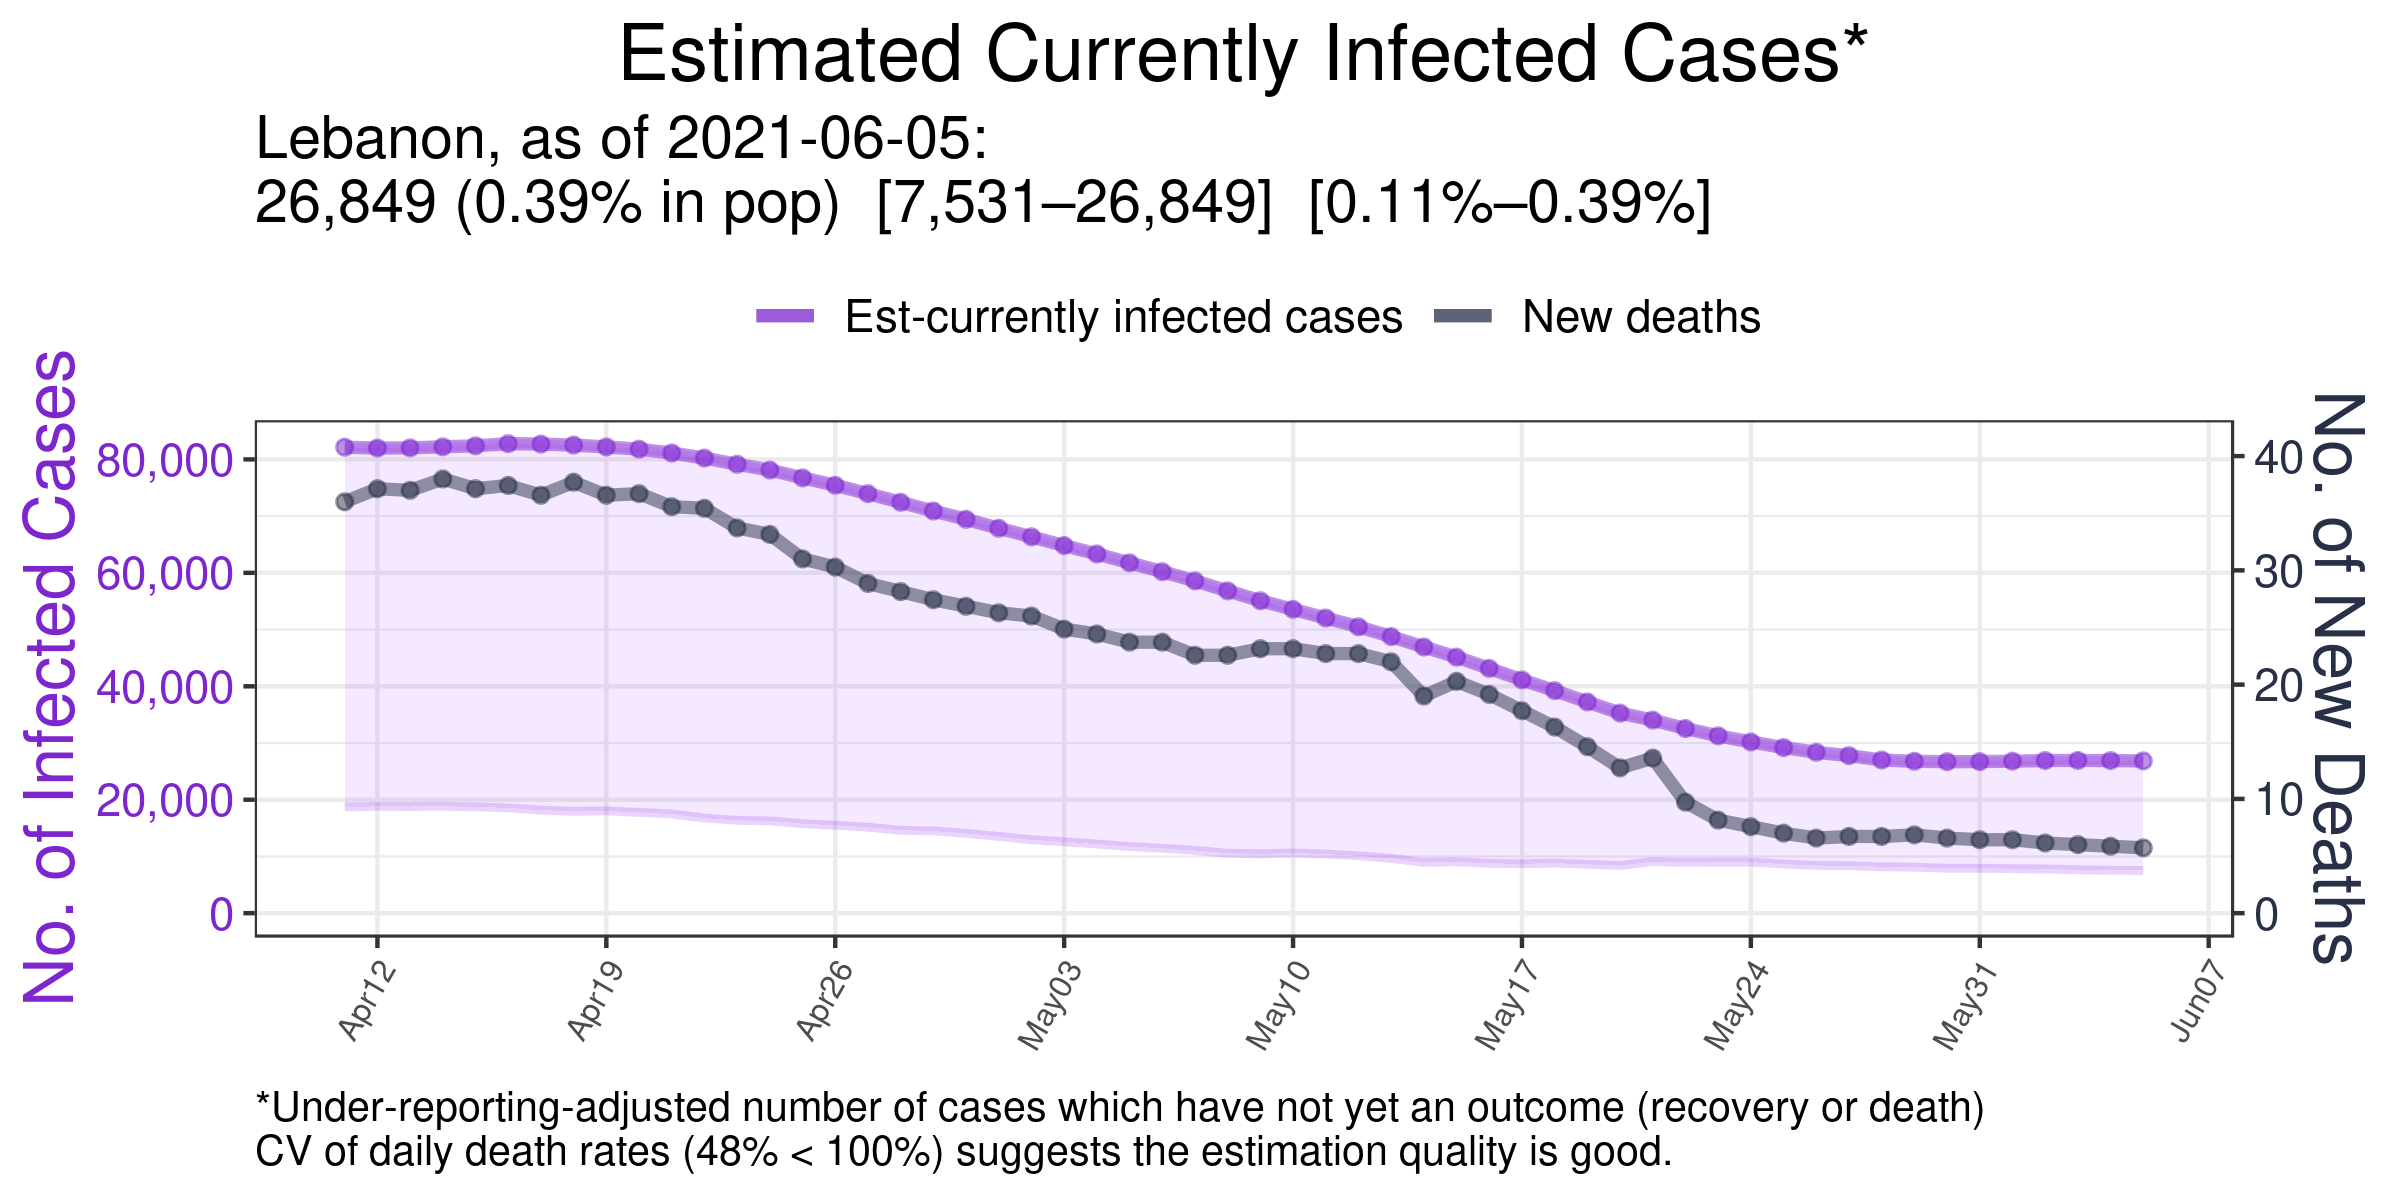 Estimated Currently Infected Cases*
Lebanon, as of 2021-06-05:
26,849 (0.39% in pop)  [7,531–26,849]  [0.11%–0.39%]
Est-currently infected cases
New deaths
No. of Infected Cases
80,000
60,000
40,000
20,000
0
40
30
20
10
0
No. of New Deaths
Apr12
Apr19
Apr26
May03
May10
May17
May24
May31
Jun07
*Under-reporting-adjusted number of cases which have not yet an outcome (recovery or death)
CV of daily death rates (48% < 100%) suggests the estimation quality is good.